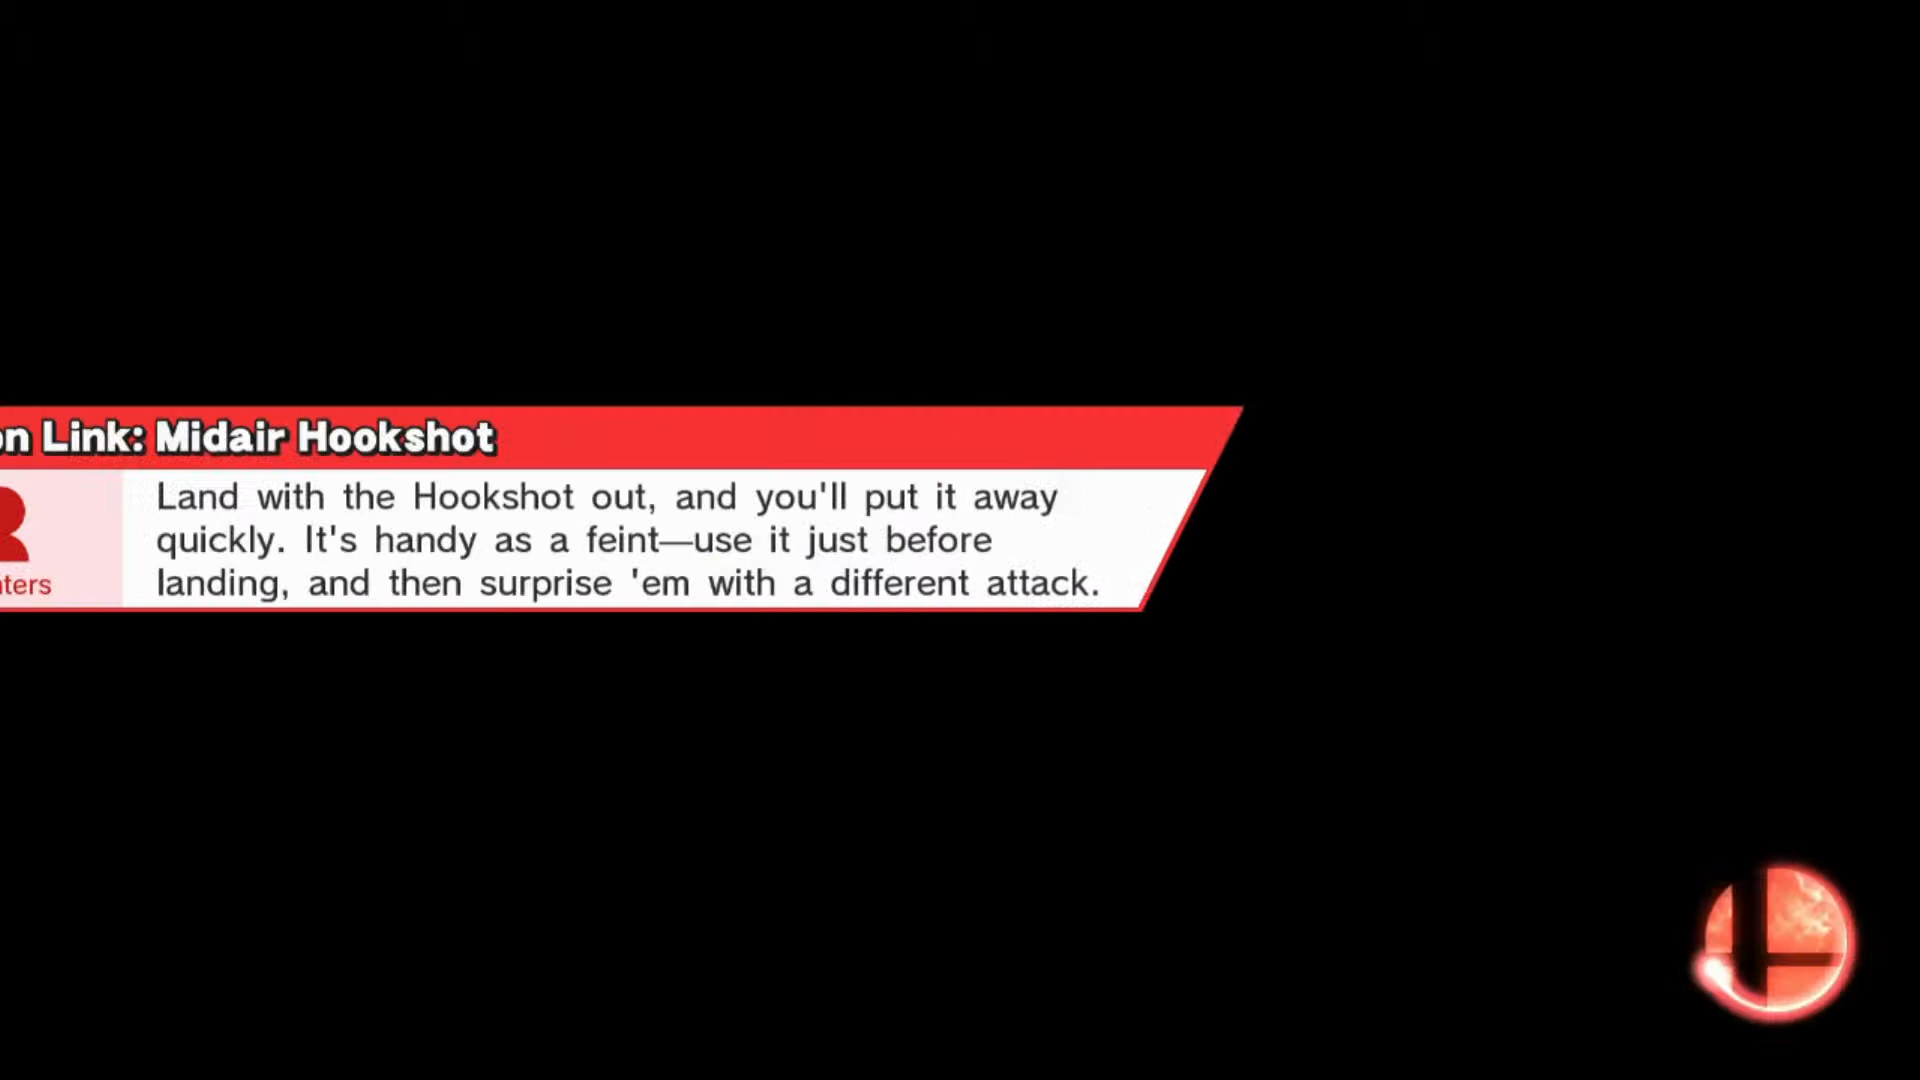 on Link: Midair Hookshot
Land with the Hookshot out, and you'll put it away
quickly. It's handy as a feint—use it just before
landing, and then surprise 'em with a different attack.
ters